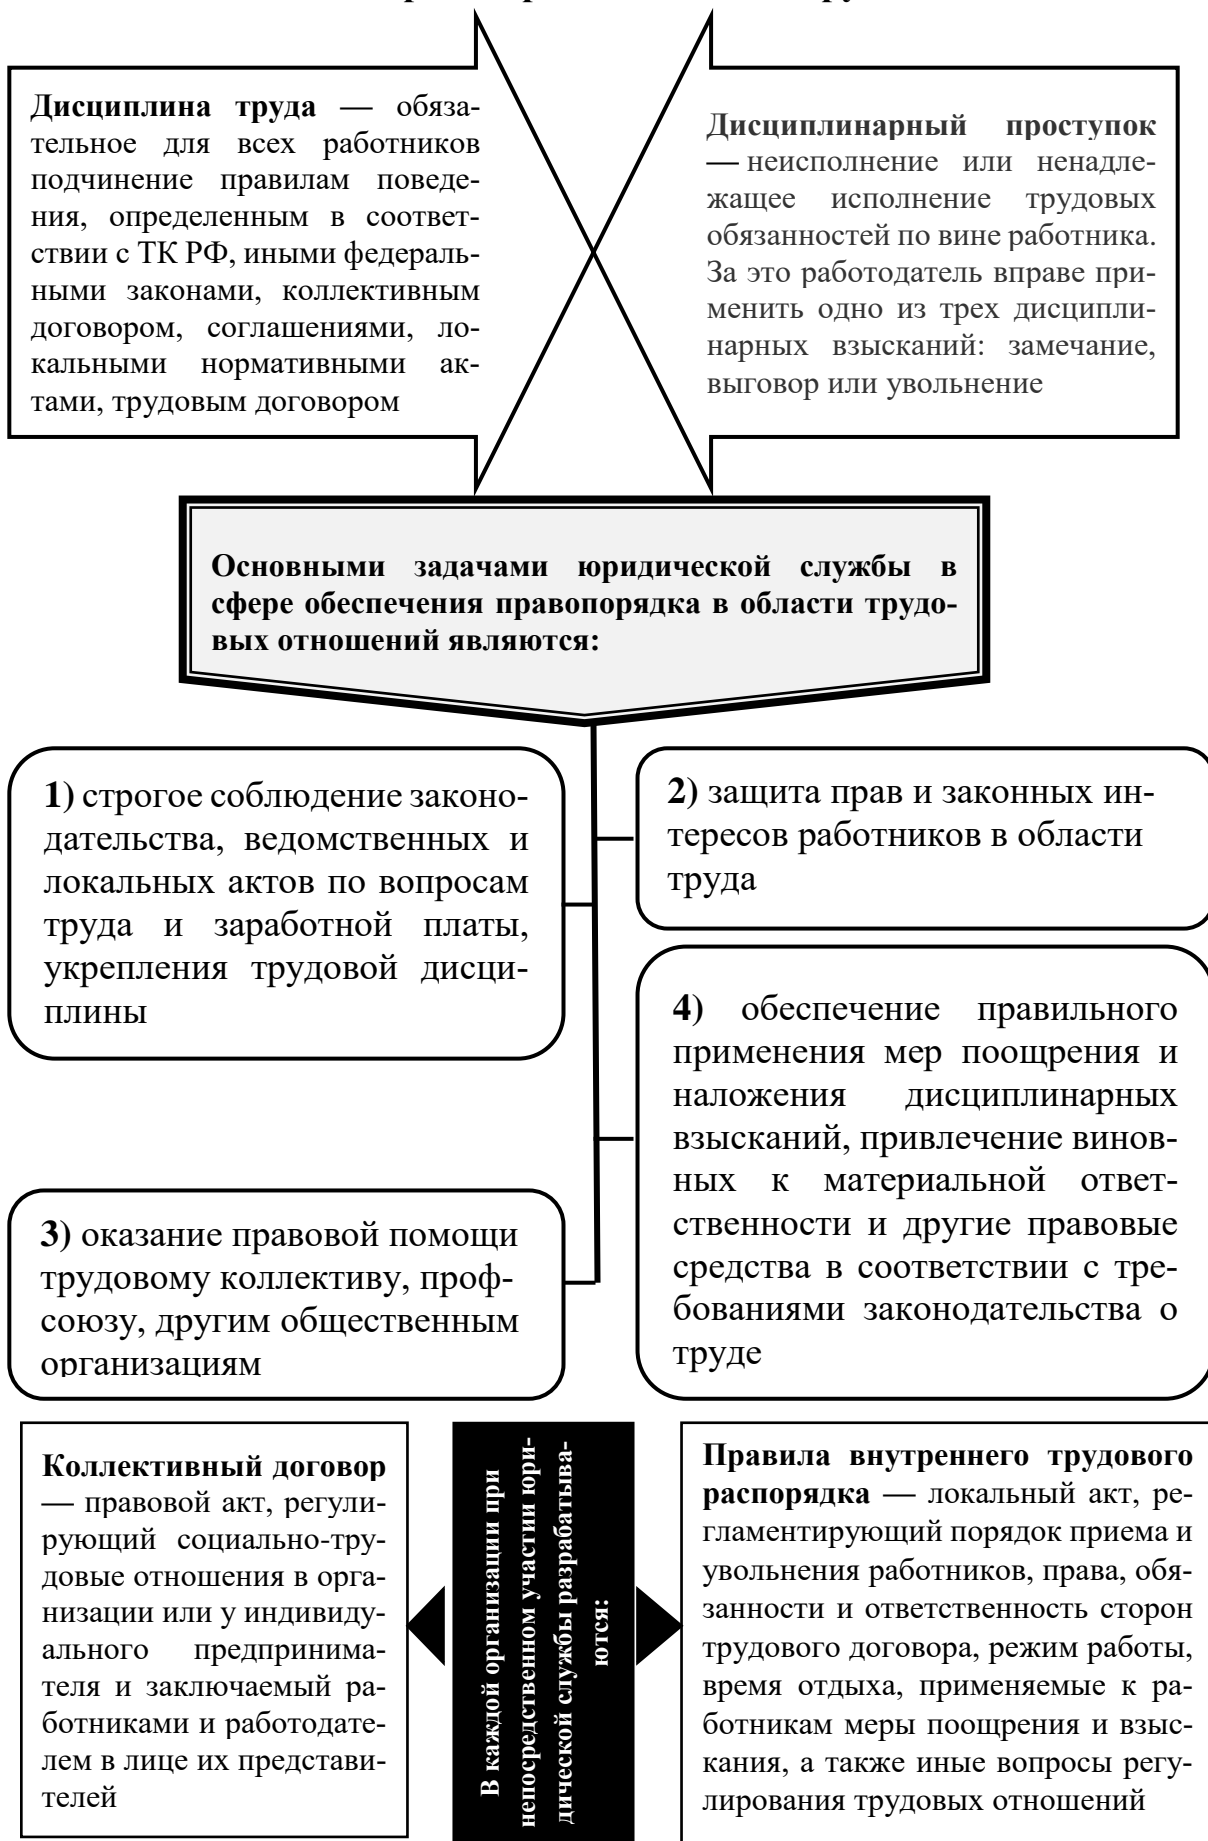 Дисциплина труда — обяза-
тельное для всех работников
подчинение правилам поведе-
ния, определенным в соответ-
ствии с ТК РФ, иными федераль-
ными законами, коллективным
договором, соглашениями, ло-
кальными нормативными ак-
тами, трудовым договором
Дисциплинарный проступок
— неисполнение или ненадле-
жащее исполнение трудовых
обязанностей по вине работника.
За это работодатель вправе при-
менить одно из трех дисципли-
нарных взысканий: замечание,
выговор или увольнение
Основными задачами юридической службы в
сфере обеспечения правопорядка в области трудо-
вых отношений являются:
1) строгое соблюдение законо-
дательства, ведомственных и
локальных актов по вопросам
труда и заработной платы,
укрепления трудовой дисци-
плины
2) защита прав и законных ин-
тересов работников в области
труда
3) оказание правовой помощи
трудовому коллективу, проф-
союзу, другим общественным
организациям
4) обеспечение правильного
применения мер поощрения и
наложения дисциплинарных
взысканий, привлечение винов-
ных к материальной ответ-
ственности и другие правовые
средства в соответствии с тре-
бованиями законодательства о
труде
Коллективный договор
— правовой акт, регули-
рующий социально-тру-
довые отношения в орга-
низации или у индивиду-
ального предпринима-
теля и заключаемый ра-
ботниками и работодате-
лем в лице их представи-
телей
В каждой организации при
непосредственном участии юри-
дической службы разрабатыва-
ются:
Правила внутреннего трудового
распорядка — локальный акт, ре-
гламентирующий порядок приема и
увольнения работников, права, обя-
занности и ответственность сторон
трудового договора, режим работы,
время отдыха, применяемые к ра-
ботникам меры поощрения и взыс-
кания, а также иные вопросы регу-
лирования трудовых отношений